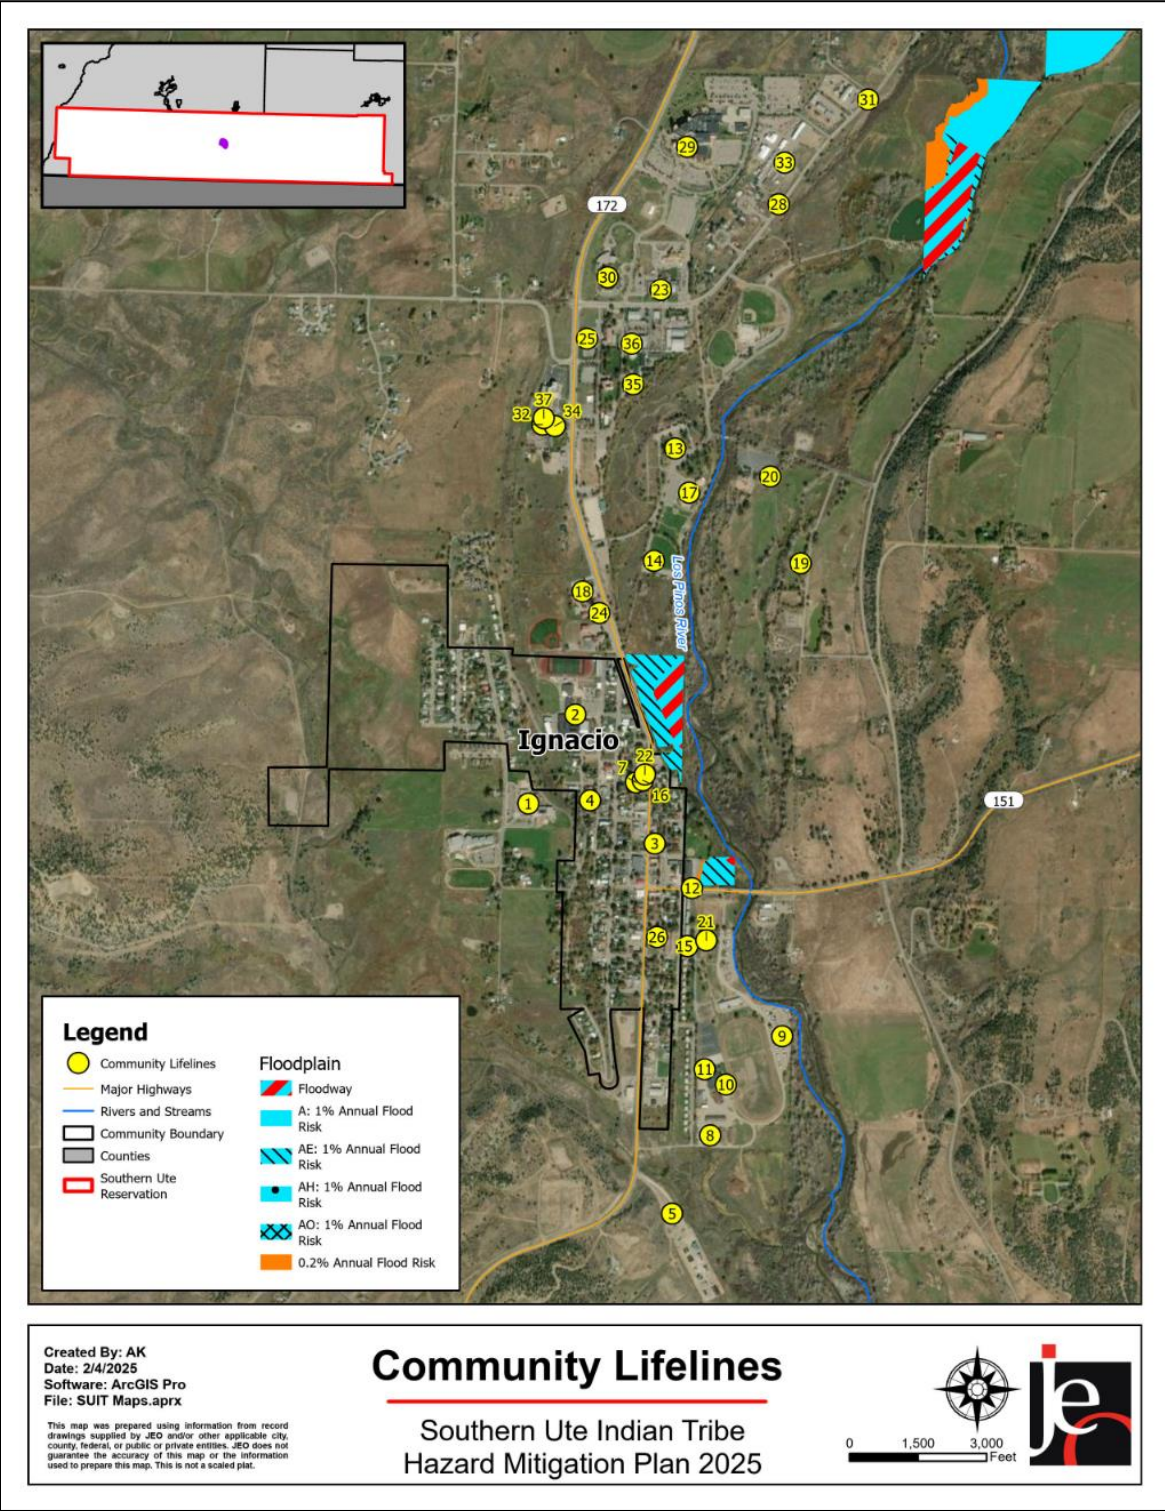 31
29
33
28
172
30
23
25
36
35
37
32
34
13
20
17
14
19
Los Pinos River
18
24
2
Ignacio
22
7
16
1
4
151
3
12
21
26
15
9
11
10
8
5
Legend
Community Lifelines
Major Highways
Rivers and Streams
Community Boundary
Counties
Southern Ute
Reservation
Floodplain
Floodway
A: 1% Annual Flood
Risk
AE: 1% Annual Flood
Risk
AH: 1% Annual Flood
Risk
AO: 1% Annual Flood
Risk
0.2% Annual Flood Risk
Created By: AK
Date: 2/4/2025
Software: ArcGIS Pro
File: SUIT Maps.aprx
This map was prepared using information from record
drawings supplied by JEO and/or other applicable city,
county, federal, or public or private entities. JEO does not
guarantee the accuracy of this map or the information
used to prepare this map. This is not a scaled plat.
Community Lifelines
Southern Ute Indian Tribe
Hazard Mitigation Plan 2025
0 1,500 3,000
Feet
jeo